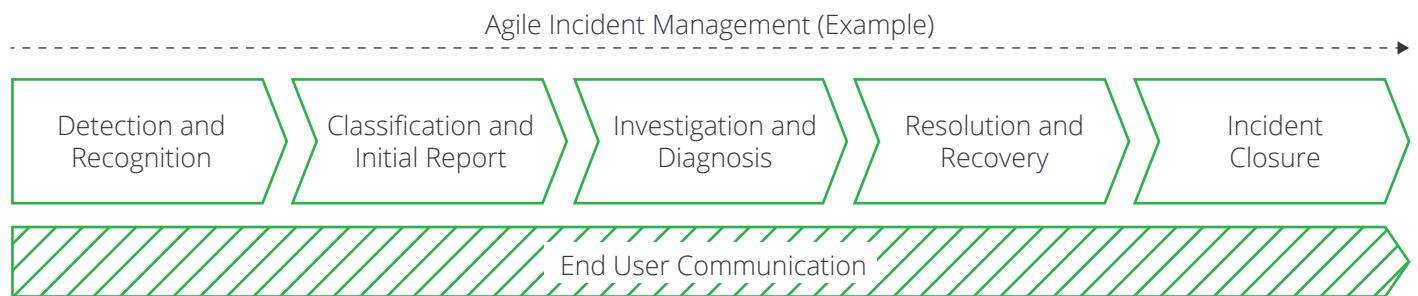 Agile Incident Management (Example)
Detection and
Recognition
Classification and
Initial Report
Investigation and
Diagnosis
Resolution and
Recovery
Incident
Closure
End User Communication